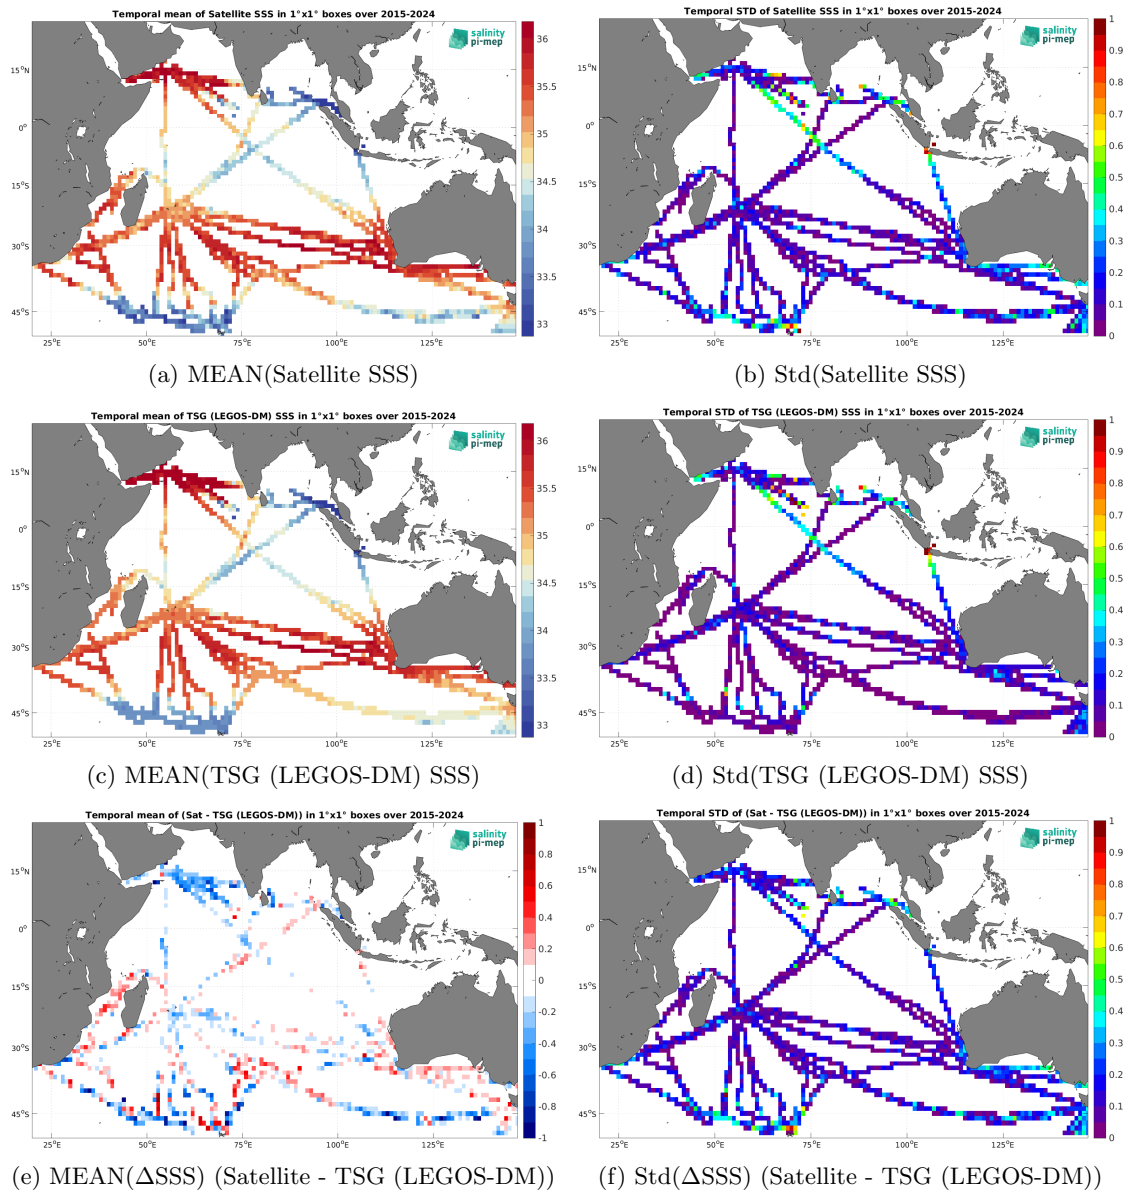 Temporal mean of Satellite SSS in 1°x1° boxes over 2015-2024
salinity
pi-mep
15°N
0°
15°S
30°S
45°S
25°E 50°E 75°E 100°E 125°E
36
35.5
35
34.5
34
33.5
33
(a) MEAN(Satellite SSS)
Temporal STD of Satellite SSS in 1°x1° boxes over 2015-2024
salinity
pi-mep
15°N
0°
15°S
30°S
45°S
25°E 50°E 75°E 100°E 125°E
1
0.9
0.8
0.7
0.6
0.5
0.4
0.3
0.2
0.1
0
(b) Std(Satellite SSS)
Temporal mean of TSG (LEGOS-DM) SSS in 1°x1° boxes over 2015-2024
salinity
pi-mep
15°N
0°
15°S
30°S
45°S
25°E 50°E 75°E 100°E 125°E
36
35.5
35
34.5
34
33.5
33
(c) MEAN(TSG (LEGOS-DM) SSS)
Temporal STD of TSG (LEGOS-DM) SSS in 1°x1° boxes over 2015-2024
salinity
pi-mep
15°N
0°
15°S
30°S
45°S
25°E 50°E 75°E 100°E 125°E
1
0.9
0.8
0.7
0.6
0.5
0.4
0.3
0.2
0.1
0
(d) Std(TSG (LEGOS-DM) SSS)
Temporal mean of (Sat - TSG (LEGOS-DM)) in 1°x1° boxes over 2015-2024
salinity
pi-mep
15°N
0°
15°S
30°S
45°S
25°E 50°E 75°E 100°E 125°E
1
0.8
0.6
0.4
0.2
0
-0.2
-0.4
-0.6
-0.8
-1
(e) MEAN(ΔSSS) (Satellite - TSG (LEGOS-DM))
Temporal STD of (Sat - TSG (LEGOS-DM)) in 1°x1° boxes over 2015-2024
salinity
pi-mep
15°N
0°
15°S
30°S
45°S
25°E 50°E 75°E 100°E 125°E
1
0.9
0.8
0.7
0.6
0.5
0.4
0.3
0.2
0.1
0
(f) Std(ΔSSS) (Satellite - TSG (LEGOS-DM))